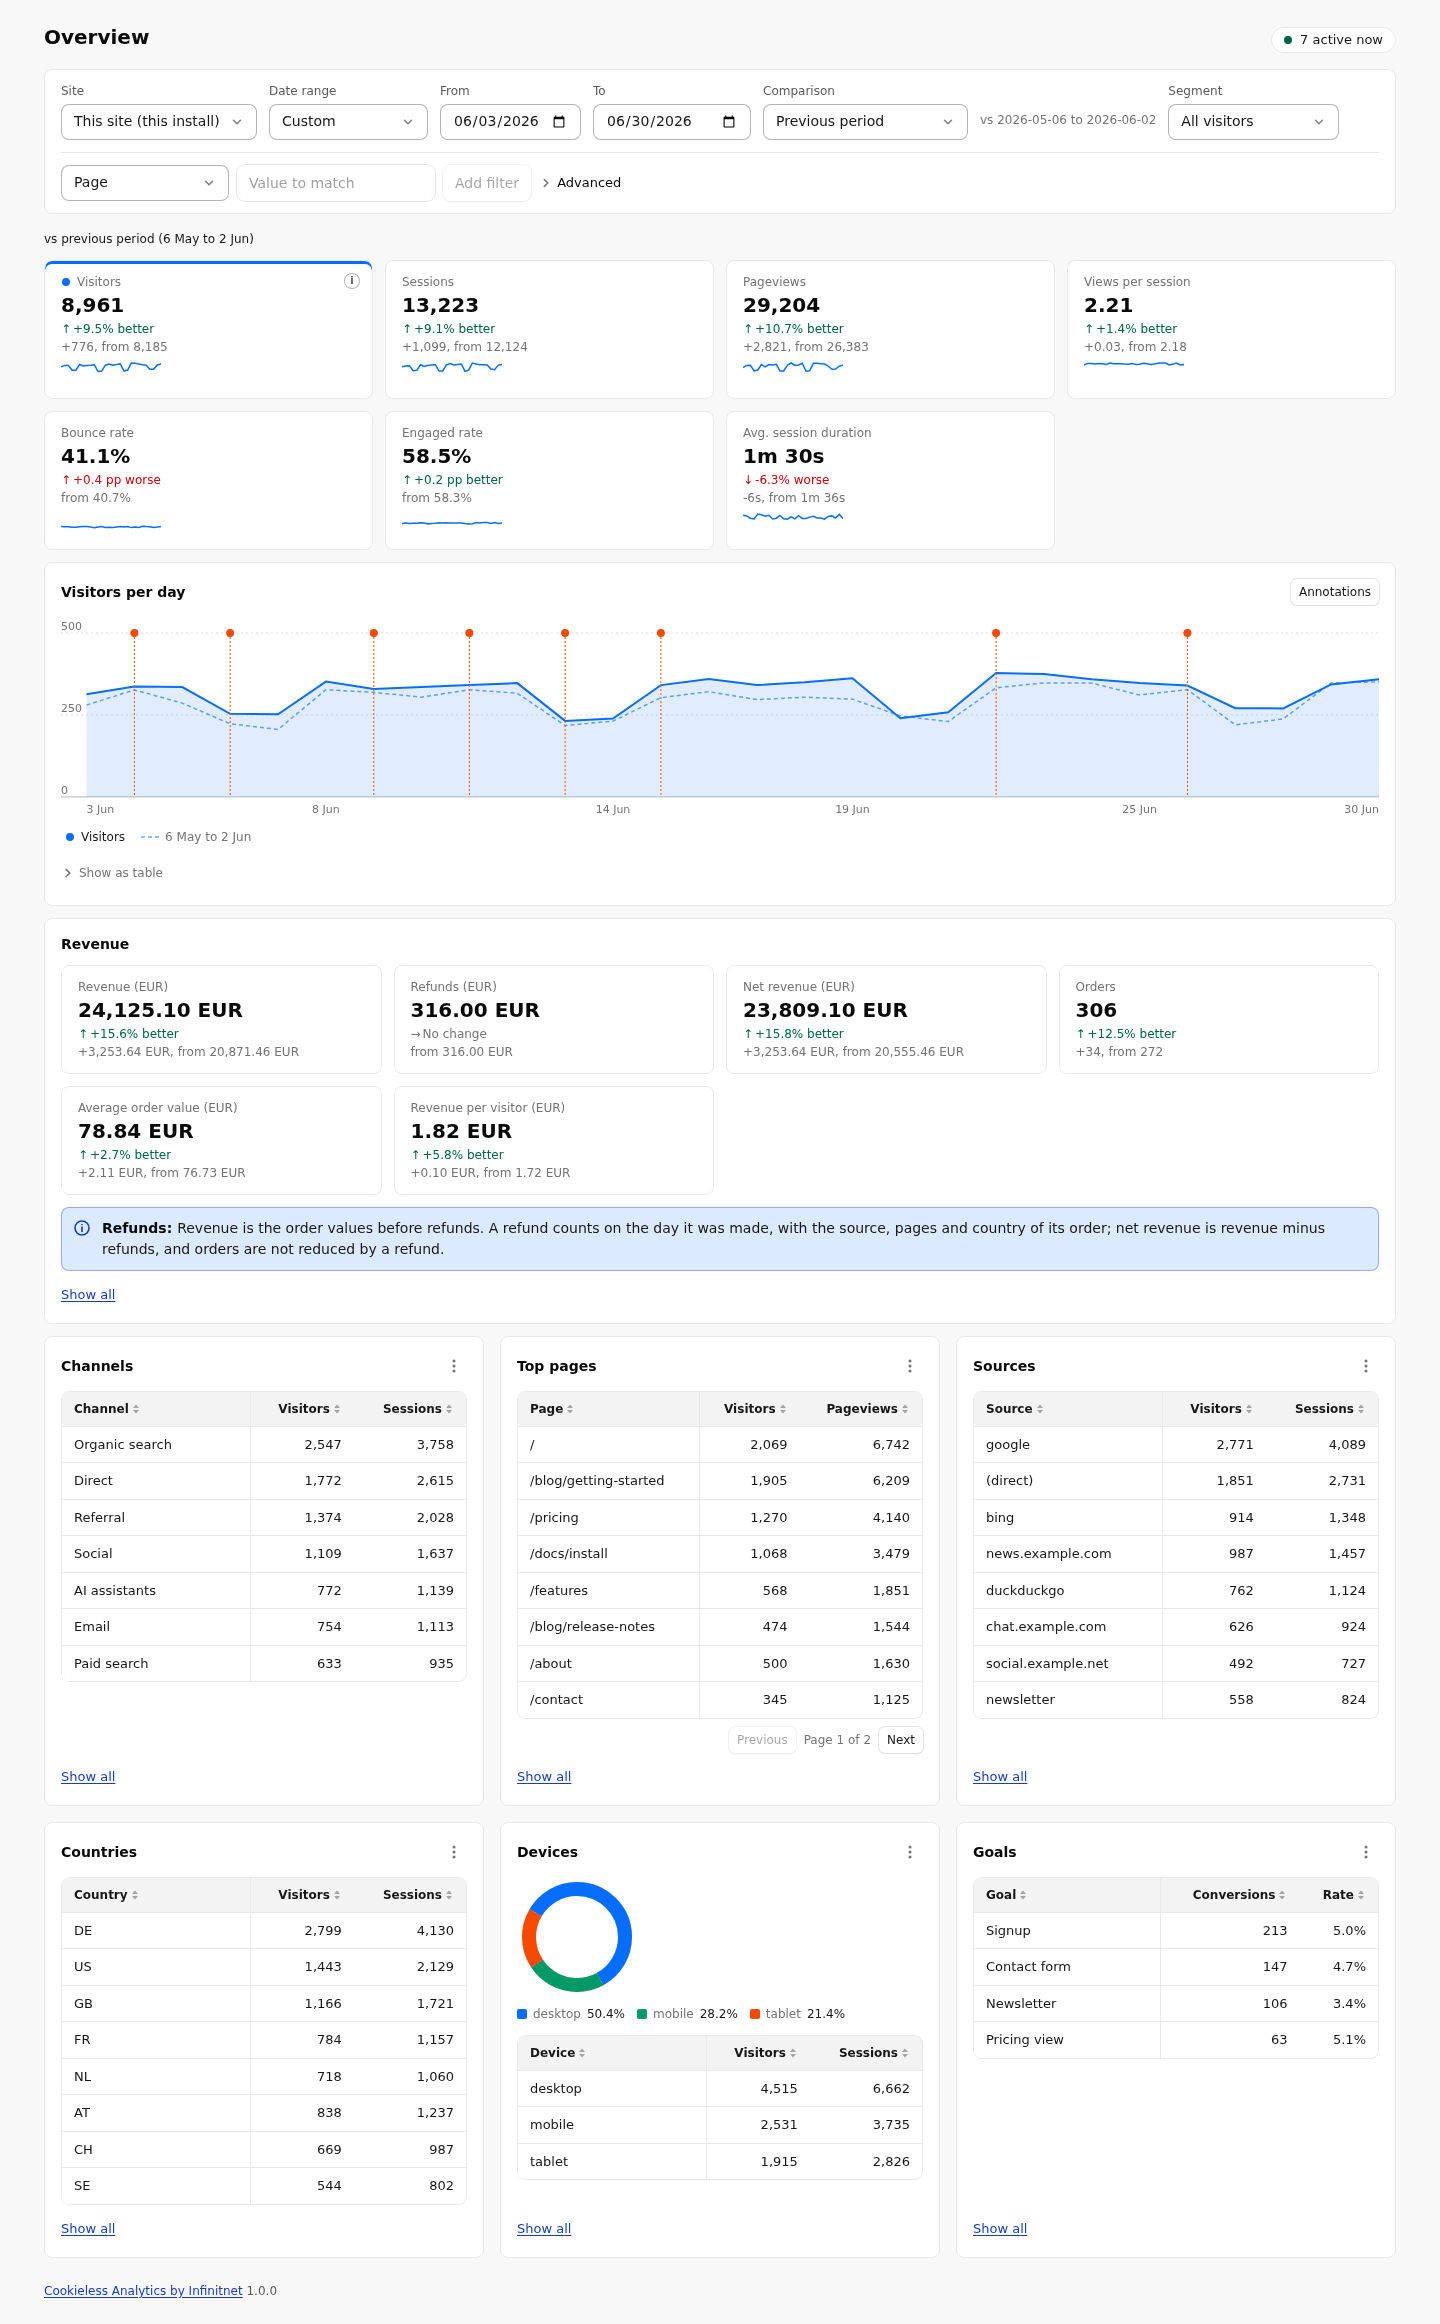 Overview
7 active now
Site
Date range
From
To
Comparison
Segment
This site (this install)
Custom
06/03/2026
06/30/2026
Previous period
vs 2026-05-06 to 2026-06-02
All visitors
Page
Value to match
Add filter
Advanced
vs previous period (6 May to 2 Jun)
Visitors
i
8,961
↑ +9.5% better
+776, from 8,185
Sessions
13,223
↑ +9.1% better
+1,099, from 12,124
Pageviews
29,204
↑ +10.7% better
+2,821, from 26,383
Views per session
2.21
↑ +1.4% better
+0.03, from 2.18
Bounce rate
41.1%
↑ +0.4 pp worse
from 40.7%
Engaged rate
58.5%
↑ +0.2 pp better
from 58.3%
Avg. session duration
1m 30s
↓ -6.3% worse
-6s, from 1m 36s
Visitors per day
Annotations
500
250
0
3 Jun
8 Jun
14 Jun
19 Jun
25 Jun
30 Jun
Visitors
6 May to 2 Jun
Show as table
Revenue
Revenue (EUR)
24,125.10 EUR
↑ +15.6% better
+3,253.64 EUR, from 20,871.46 EUR
Refunds (EUR)
316.00 EUR
→ No change
from 316.00 EUR
Net revenue (EUR)
23,809.10 EUR
↑ +15.8% better
+3,253.64 EUR, from 20,555.46 EUR
Orders
306
↑ +12.5% better
+34, from 272
Average order value (EUR)
78.84 EUR
↑ +2.7% better
+2.11 EUR, from 76.73 EUR
Revenue per visitor (EUR)
1.82 EUR
↑ +5.8% better
+0.10 EUR, from 1.72 EUR
Refunds: Revenue is the order values before refunds. A refund counts on the day it was made, with the source, pages and country of its order; net revenue is revenue minus
refunds, and orders are not reduced by a refund.
Show all
Channels
Channel Visitors Sessions
Organic search 2,547 3,758
Direct 1,772 2,615
Referral 1,374 2,028
Social 1,109 1,637
AI assistants 772 1,139
Email 754 1,113
Paid search 633 935
Show all
Top pages
Page Visitors Pageviews
/ 2,069 6,742
/blog/getting-started 1,905 6,209
/pricing 1,270 4,140
/docs/install 1,068 3,479
/features 568 1,851
/blog/release-notes 474 1,544
/about 500 1,630
/contact 345 1,125
Previous Page 1 of 2 Next
Show all
Sources
Source Visitors Sessions
google 2,771 4,089
(direct) 1,851 2,731
bing 914 1,348
news.example.com 987 1,457
duckduckgo 762 1,124
chat.example.com 626 924
social.example.net 492 727
newsletter 558 824
Show all
Countries
Country Visitors Sessions
DE 2,799 4,130
US 1,443 2,129
GB 1,166 1,721
FR 784 1,157
NL 718 1,060
AT 838 1,237
CH 669 987
SE 544 802
Show all
Devices
desktop 50.4% mobile 28.2% tablet 21.4%
Device Visitors Sessions
desktop 4,515 6,662
mobile 2,531 3,735
tablet 1,915 2,826
Show all
Goals
Goal Conversions Rate
Signup 213 5.0%
Contact form 147 4.7%
Newsletter 106 3.4%
Pricing view 63 5.1%
Show all
Cookieless Analytics by Infinitnet 1.0.0